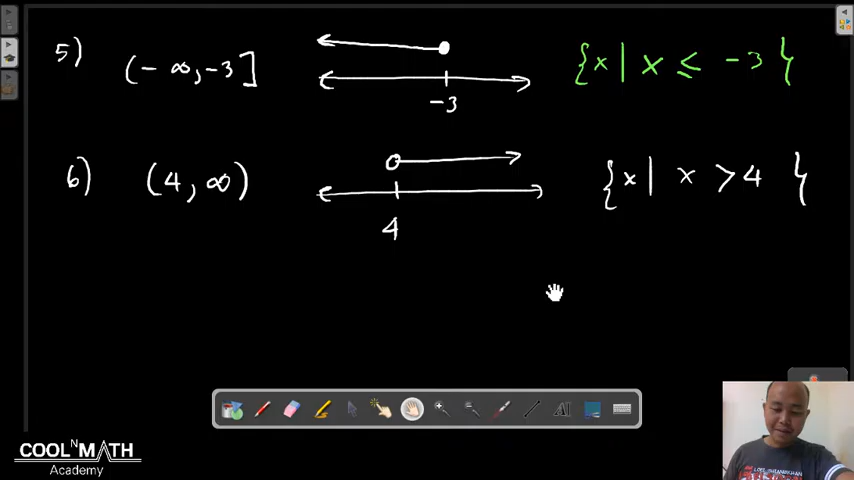 5) (-∞, -3] -3 {x | x ≤ -3}
6) (4, ∞) 4 {x | x > 4}
COOL N MATH
Academy